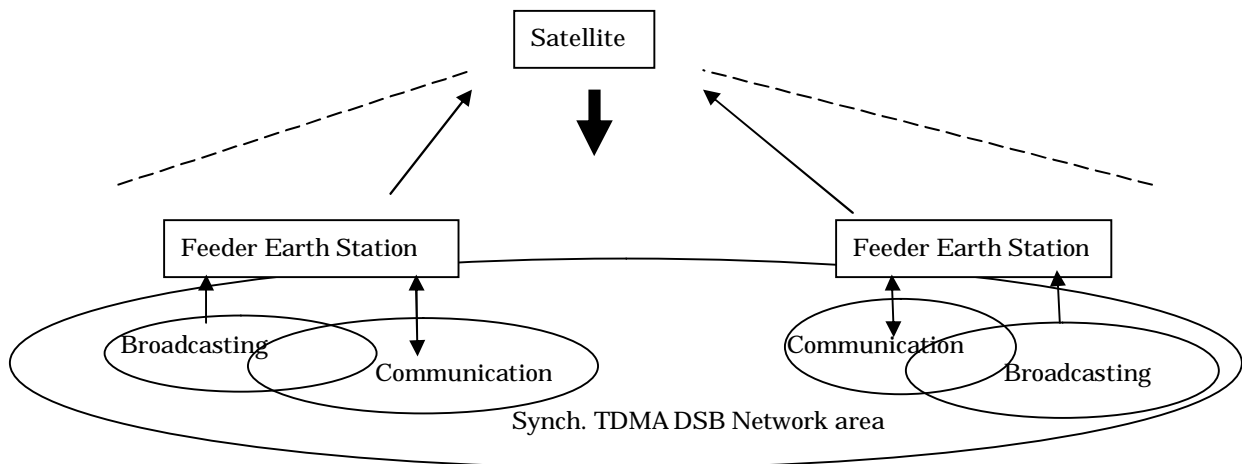 Satellite
Feeder Earth Station
Feeder Earth Station
Broadcasting
Communication
Communication
Broadcasting
Synch. TDMA DSB Network area